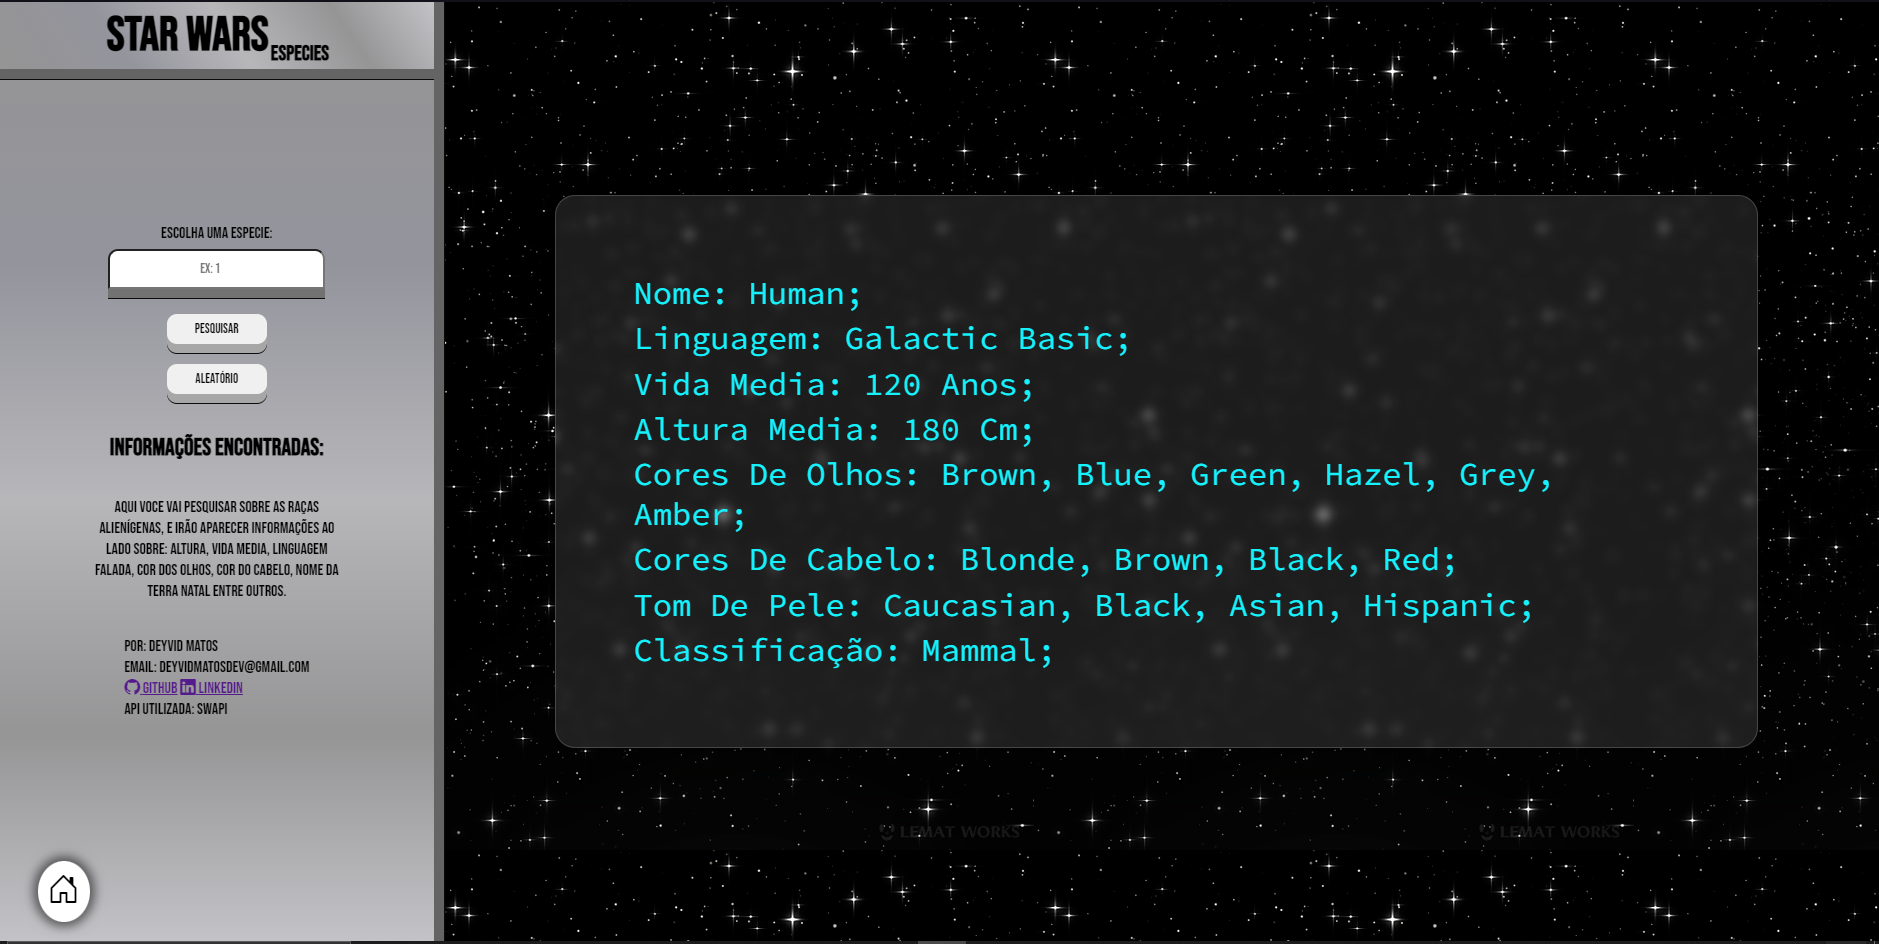 STAR WARS ESPECIES
ESCOLHA UMA ESPECIE:
EX: 1
PESQUISAR
ALEATÓRIO
INFORMAÇÕES ENCONTRADAS:
AQUI VOCE VAI PESQUISAR SOBRE AS RAÇAS
ALIENÍGENAS, E IRÃO APARECER INFORMAÇÕES AO
LADO SOBRE: ALTURA, VIDA MEDIA, LINGUAGEM
FALADA, COR DOS OLHOS, COR DO CABELO, NOME DA
TERRA NATAL ENTRE OUTROS.
POR: DEYVID MATOS
EMAIL: DEYVIDMATOSDEV@GMAIL.COM
GITHUB LINKEDIN
API UTILIZADA: SWAPI
Nome: Human;
Linguagem: Galactic Basic;
Vida Media: 120 Anos;
Altura Media: 180 Cm;
Cores De Olhos: Brown, Blue, Green, Hazel, Grey,
Amber;
Cores De Cabelo: Blonde, Brown, Black, Red;
Tom De Pele: Caucasian, Black, Asian, Hispanic;
Classificação: Mammal;
LEMAT WORKS LEMAT WORKS